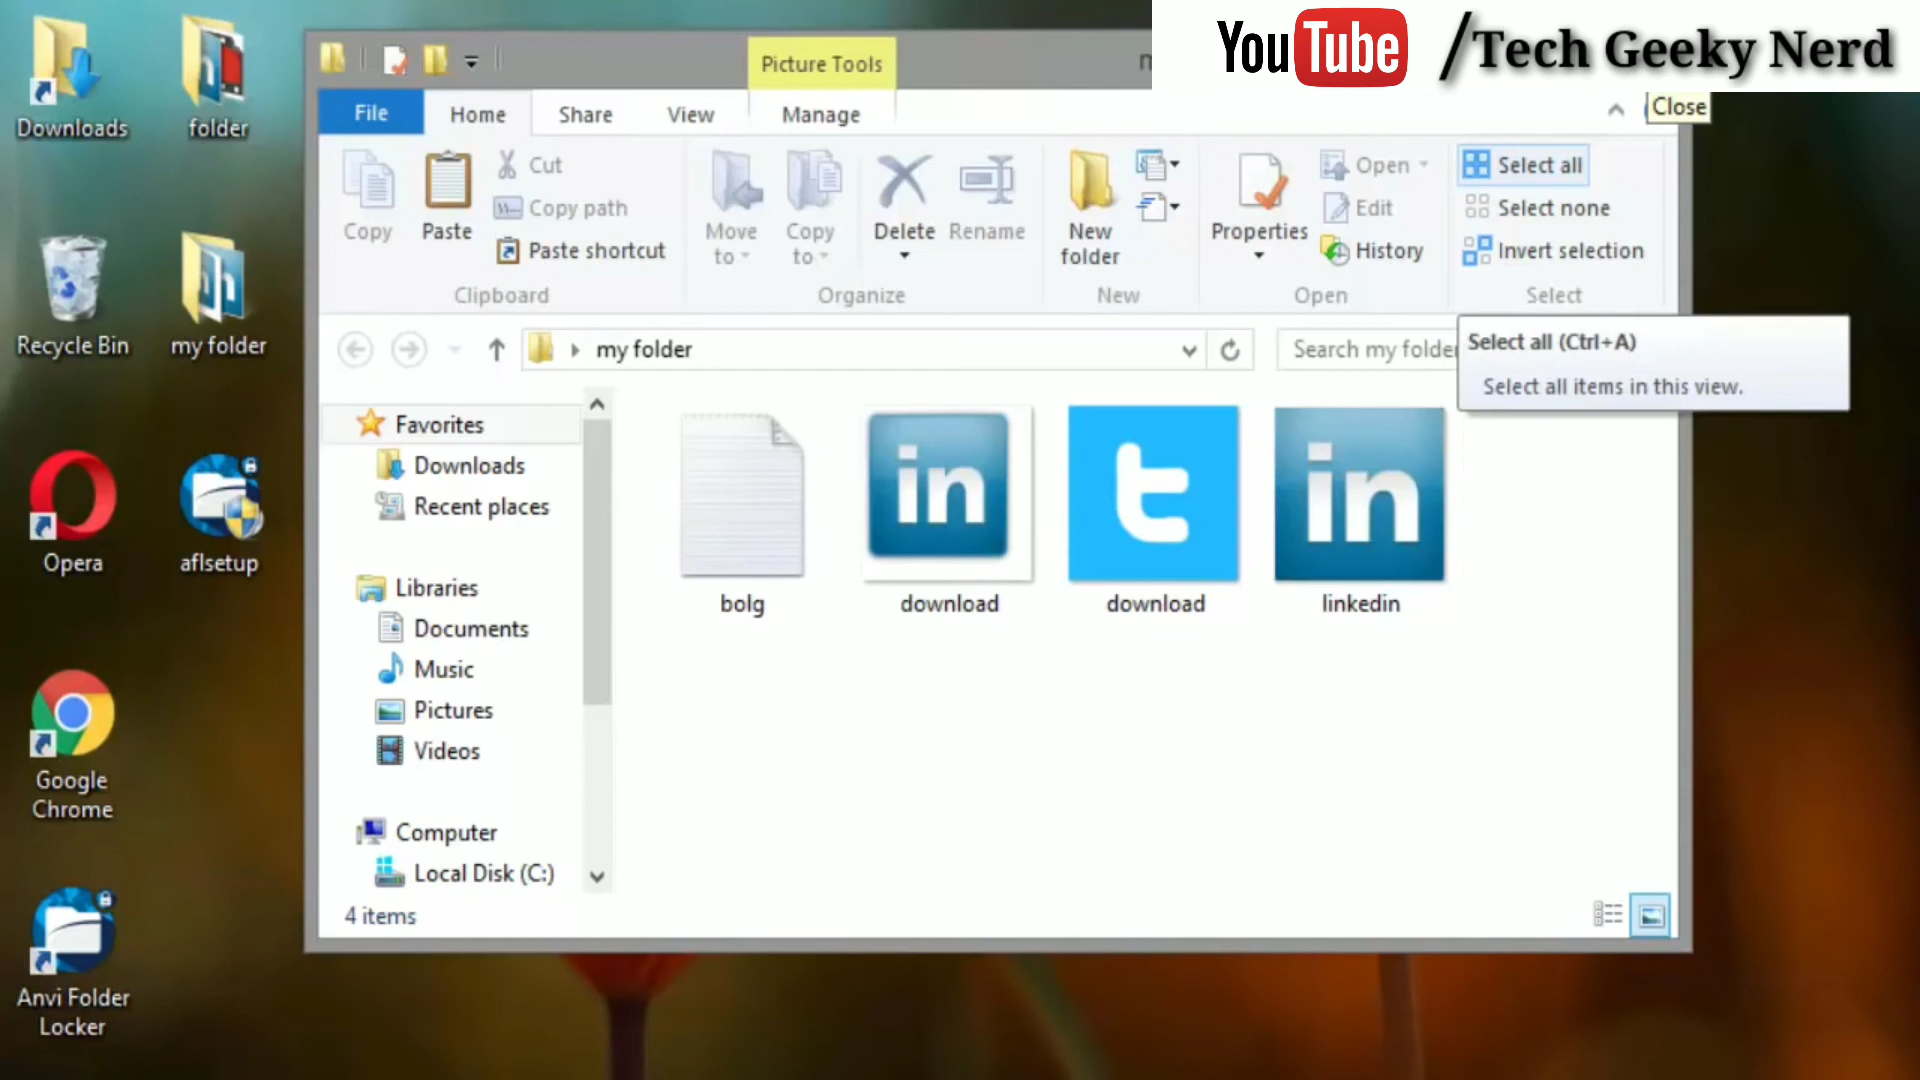 YouTube /Tech Geeky Nerd
Downloads
folder
Recycle Bin
my folder
Opera
aflsetup
Google
Chrome
Anvi Folder
Locker
Picture Tools
Close
File
Home
Share
View
Manage
Copy
Paste
Cut
Copy path
Paste shortcut
Clipboard
Move
to
Copy
to
Delete
Rename
Organize
New
folder
New
Properties
Open
Edit
History
Open
Select all
Select none
Invert selection
Select
my folder
Search my folder
Select all (Ctrl+A)
Select all items in this view.
Favorites
Downloads
Recent places
Libraries
Documents
Music
Pictures
Videos
Computer
Local Disk (C:)
in
t
in
bolg
download
download
linkedin
4 items